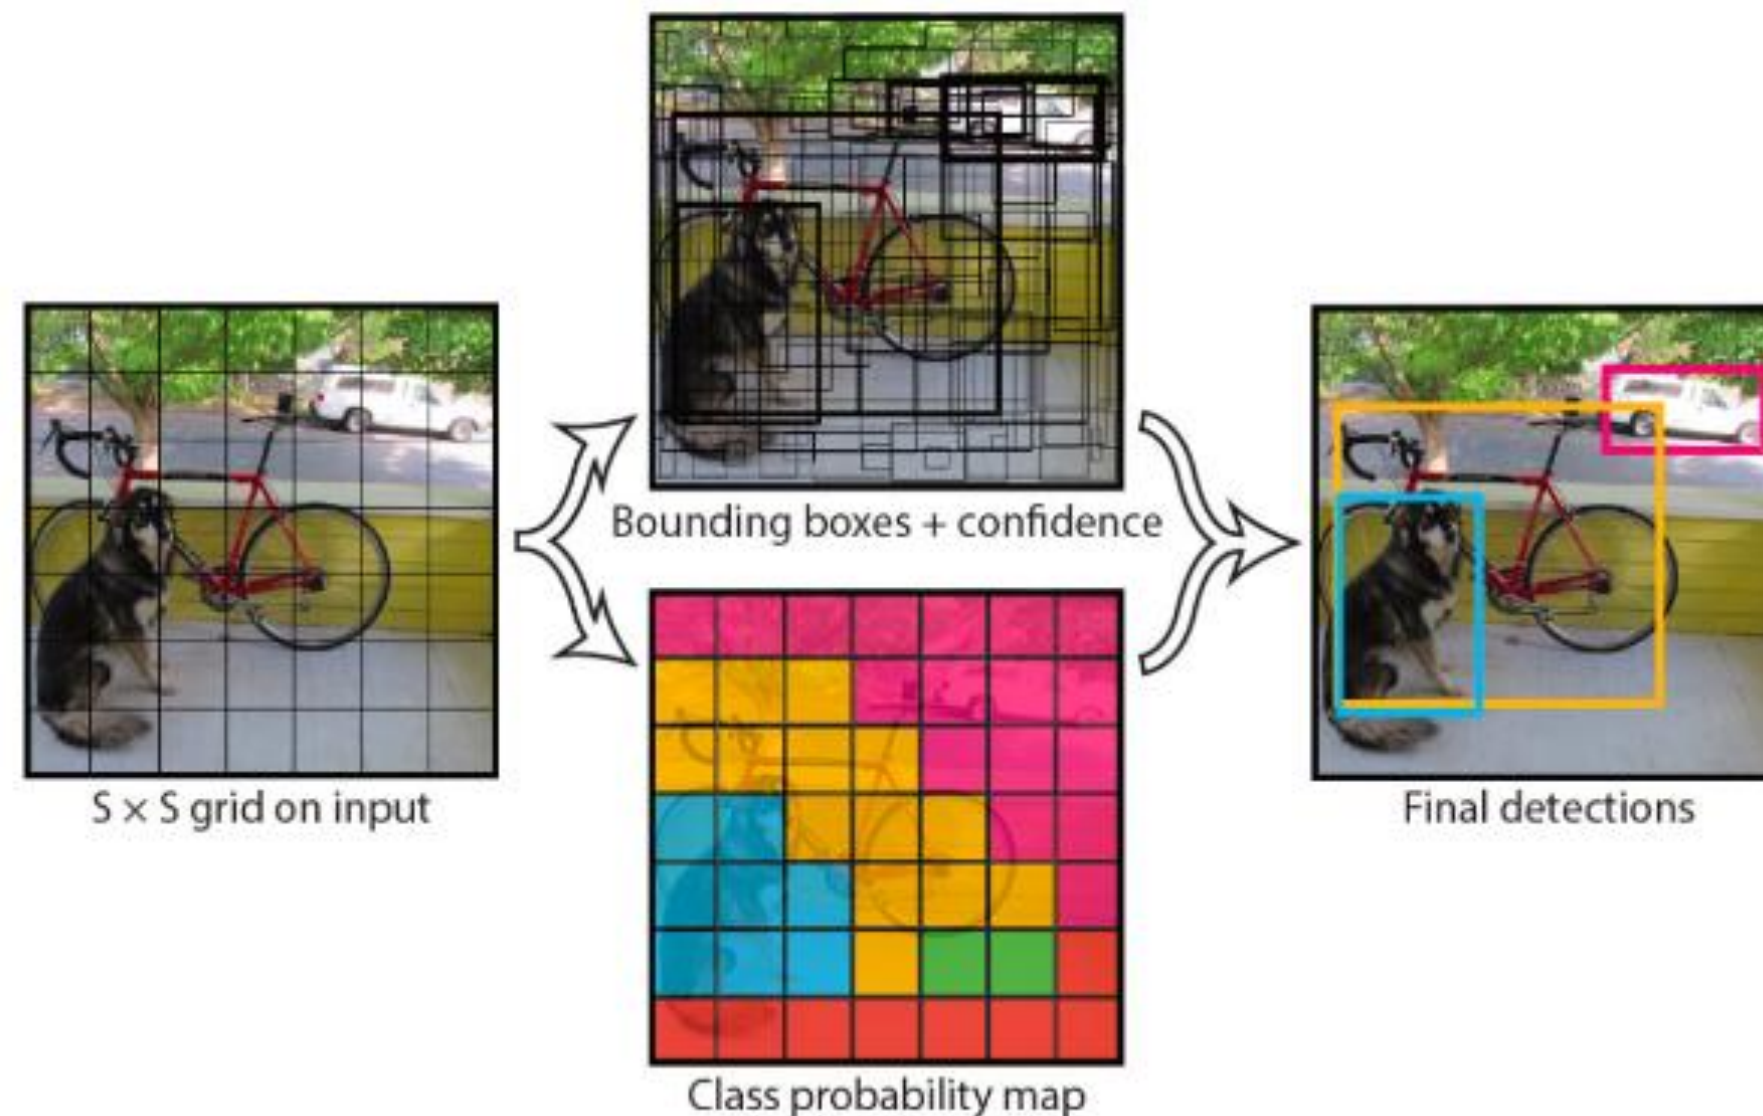 Bounding boxes + confidence
S × S grid on input
Final detections
Class probability map